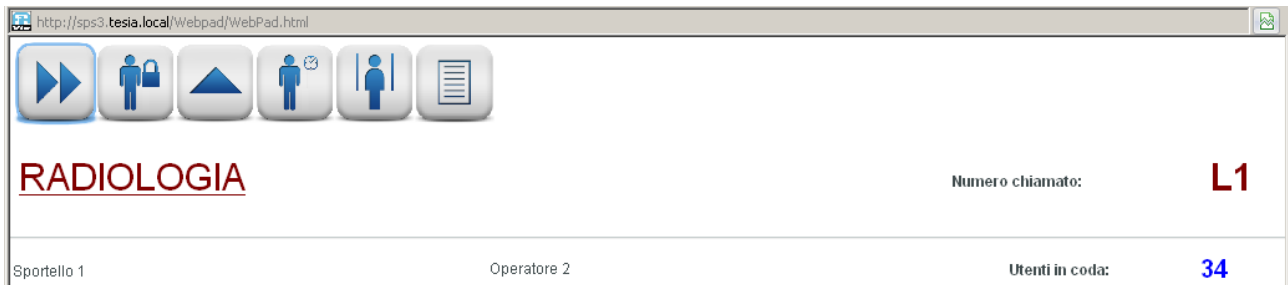 http://sps3.tesia.local/Webpad/WebPad.html
RADIOLOGIA
Numero chiamato: L1
Sportello 1 Operatore 2 Utenti in coda: 34